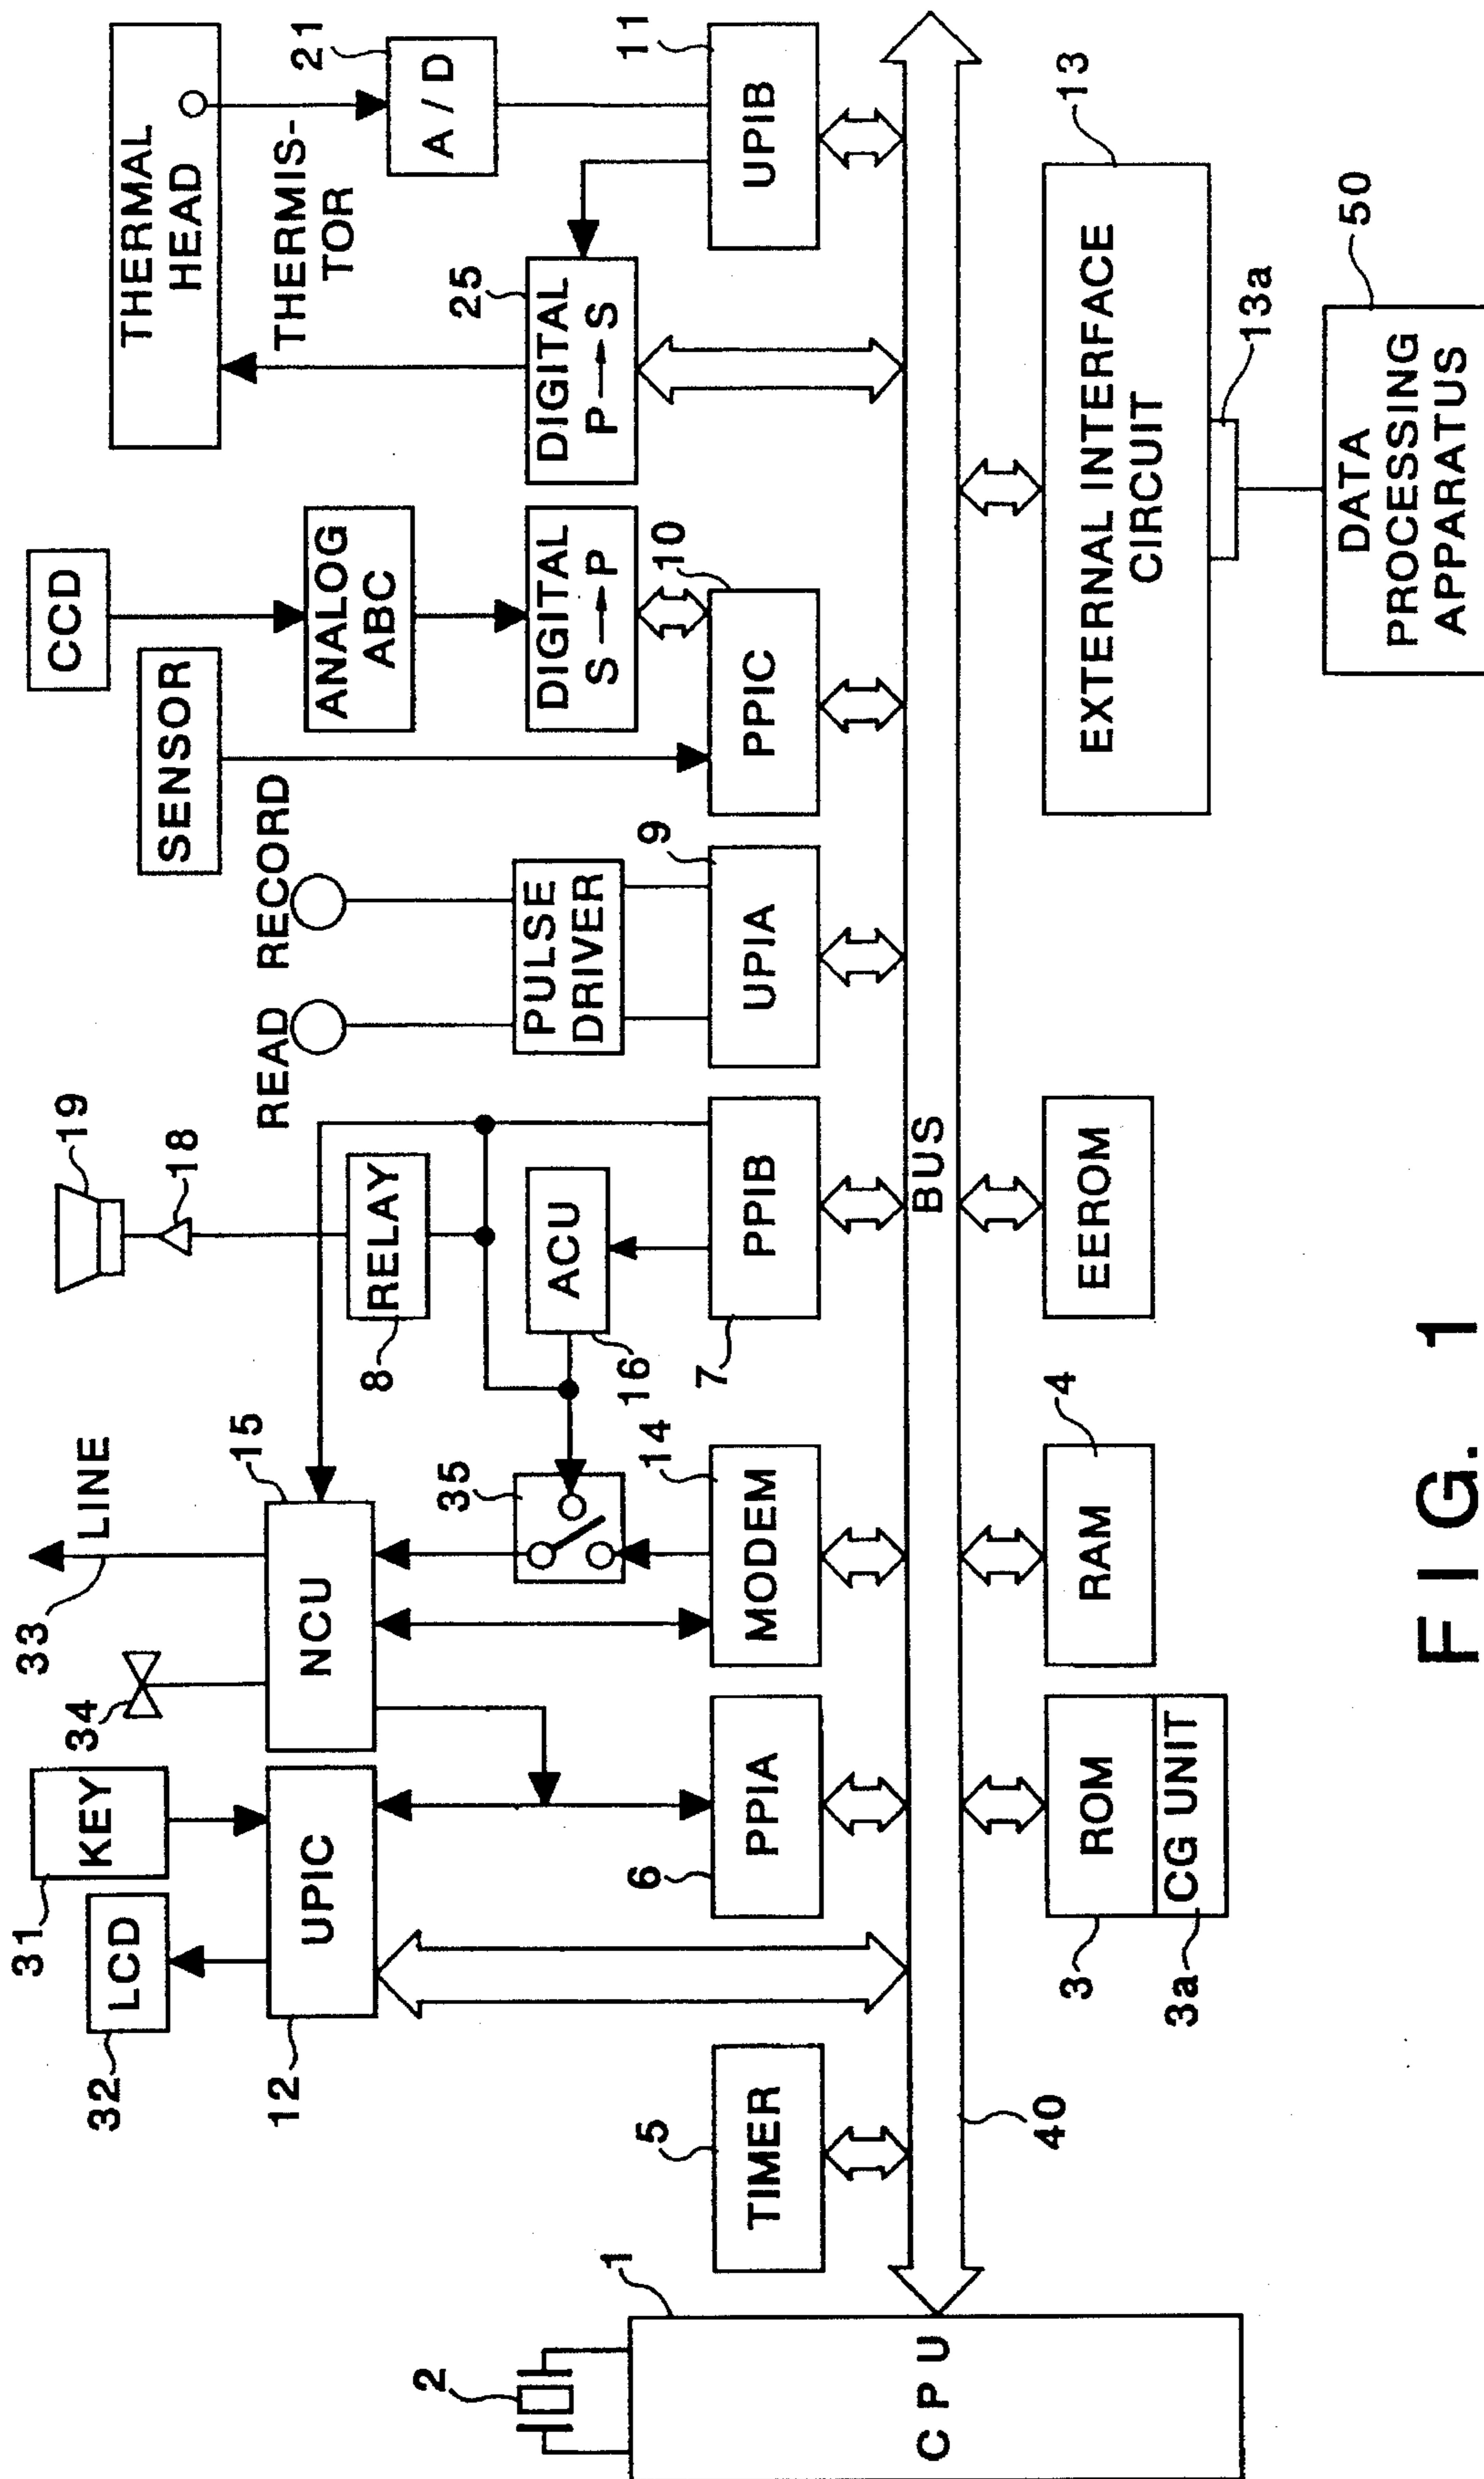 THERMAL
HEAD
THERMIS-
TOR
21
A/D
11
UPIB
25
DIGITAL
P→S
CCD
SENSOR
ANALOG
ABC
DIGITAL
S→P
10
PPIC
READ
RECORD
PULSE
DRIVER
9
UPIA
19
18
RELAY
8
ACU
16
PPIB
7
LINE
33
34
15
NCU
35
14
MODEM
KEY
31
LCD
32
UPIC
12
PPIA
6
TIMER
5
BUS
40
1
2
CPU
ROM
3
CG UNIT
3a
RAM
4
EEROM
13
EXTERNAL INTERFACE
CIRCUIT
13a
50
DATA
PROCESSING
APPARATUS
FIG. 1